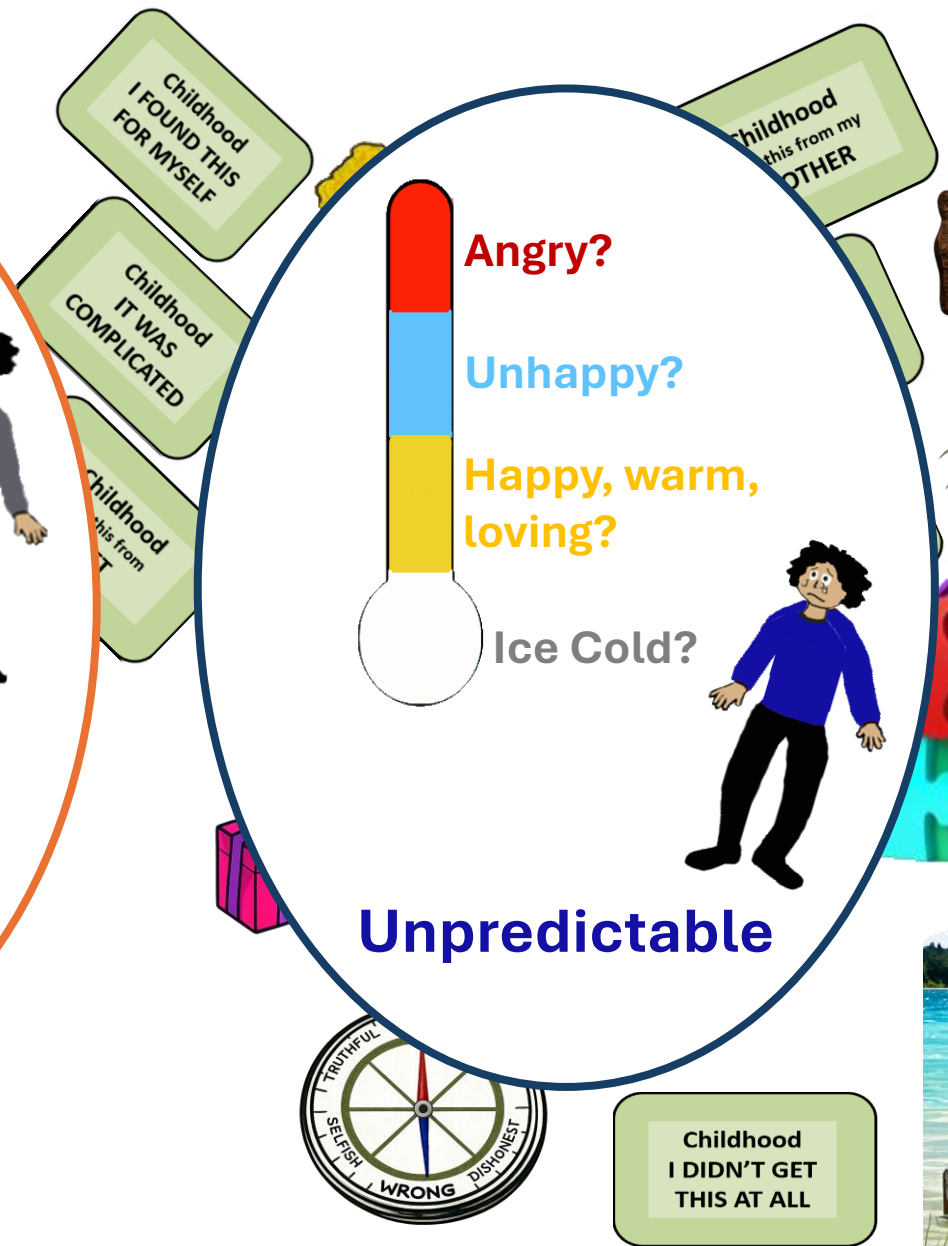 Childhood
I FOUND THIS
FOR MYSELF
Childhood
this from my
OTHER
Childhood
IT WAS
COMPLICATED
Childhood
this from
Angry?
Unhappy?
Happy, warm,
loving?
Ice Cold?
Unpredictable
TRUTHFUL
SELFISH
WRONG
DISHONEST
Childhood
I DIDN'T GET
THIS AT ALL